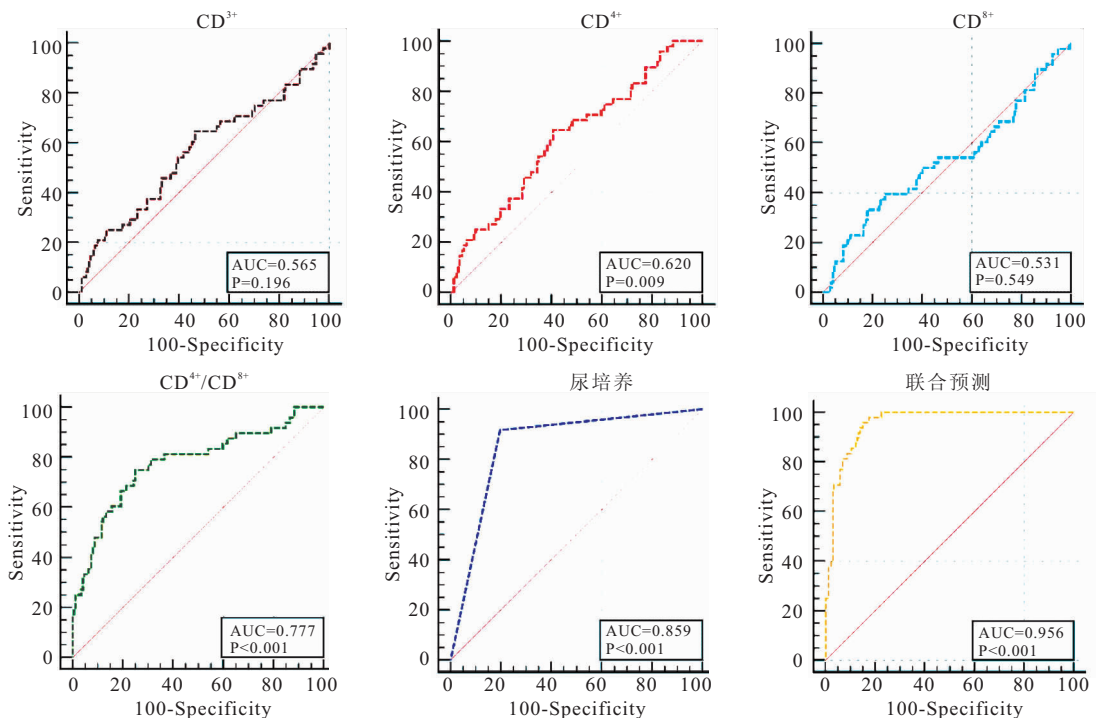 CD³⁺
100
80
60
40
20
0
Sensitivity
AUC=0.565
P=0.196
0 20 40 60 80 100
100-Specificity
CD⁴⁺
100
80
60
40
20
0
Sensitivity
AUC=0.620
P=0.009
0 20 40 60 80 100
100-Specificity
CD⁸⁺
100
80
60
40
20
0
Sensitivity
AUC=0.531
P=0.549
0 20 40 60 80 100
100-Specificity
CD⁴⁺/CD⁸⁺
100
80
60
40
20
0
Sensitivity
AUC=0.777
P<0.001
0 20 40 60 80 100
100-Specificity
尿培养
100
80
60
40
20
0
Sensitivity
AUC=0.859
P<0.001
0 20 40 60 80 100
100-Specificity
联合预测
100
80
60
40
20
0
Sensitivity
AUC=0.956
P<0.001
0 20 40 60 80 100
100-Specificity